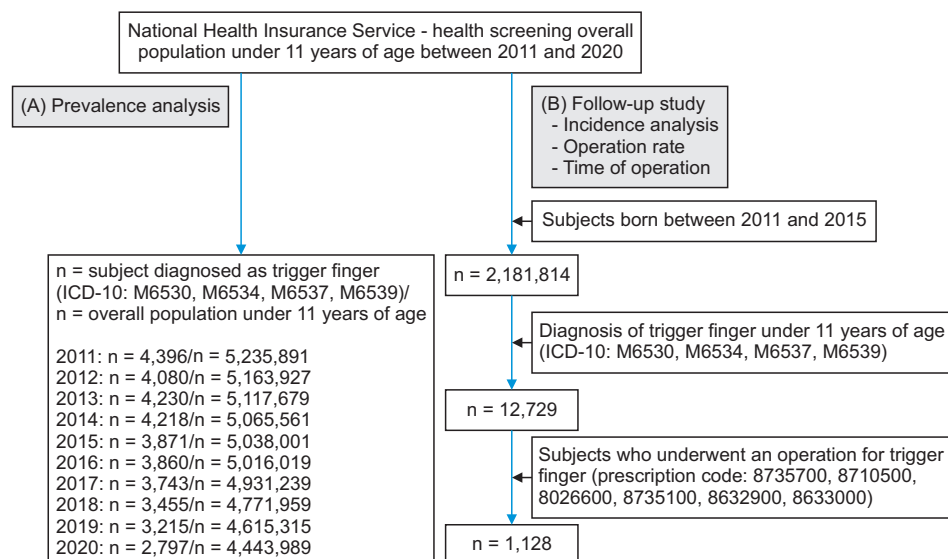 National Health Insurance Service - health screening overall
population under 11 years of age between 2011 and 2020
(A) Prevalence analysis
(B) Follow-up study
- Incidence analysis
- Operation rate
- Time of operation
Subjects born between 2011 and 2015
n = subject diagnosed as trigger finger
(ICD-10: M6530, M6534, M6537, M6539)/
n = overall population under 11 years of age
2011: n = 4,396/n = 5,235,891
2012: n = 4,080/n = 5,163,927
2013: n = 4,230/n = 5,117,679
2014: n = 4,218/n = 5,065,561
2015: n = 3,871/n = 5,038,001
2016: n = 3,860/n = 5,016,019
2017: n = 3,743/n = 4,931,239
2018: n = 3,455/n = 4,771,959
2019: n = 3,215/n = 4,615,315
2020: n = 2,797/n = 4,443,989
n = 2,181,814
Diagnosis of trigger finger under 11 years of age
(ICD-10: M6530, M6534, M6537, M6539)
n = 12,729
Subjects who underwent an operation for trigger
finger (prescription code: 8735700, 8710500,
8026600, 8735100, 8632900, 8633000)
n = 1,128